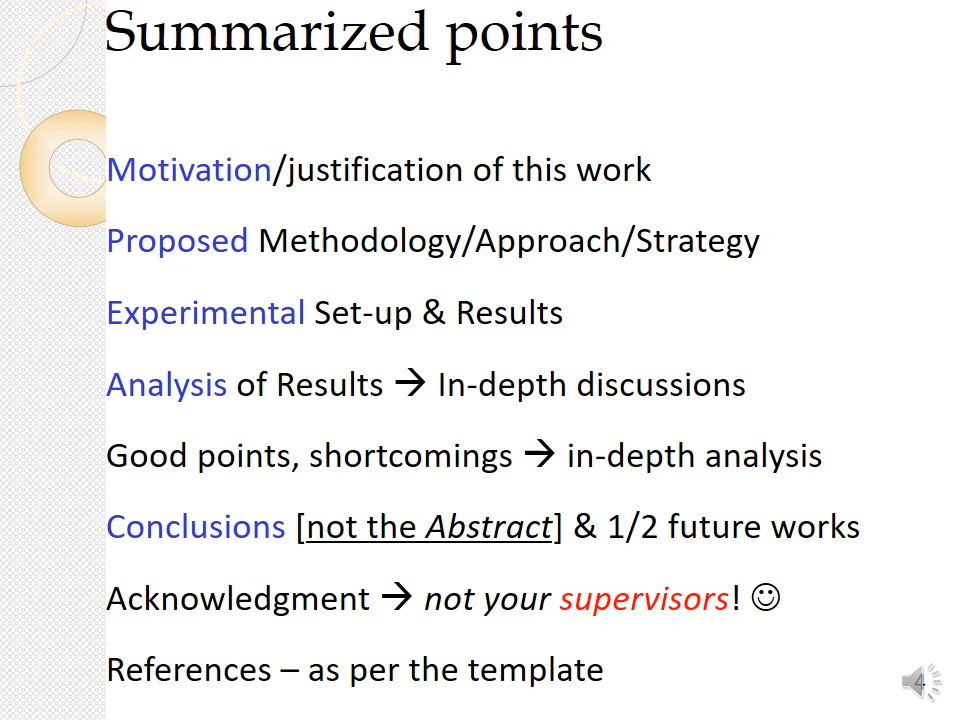 Summarized points
Motivation/justification of this work
Proposed Methodology/Approach/Strategy
Experimental Set-up & Results
Analysis of Results → In-depth discussions
Good points, shortcomings → in-depth analysis
Conclusions [not the Abstract] & 1/2 future works
Acknowledgment → not your supervisors! ☺
References – as per the template
4